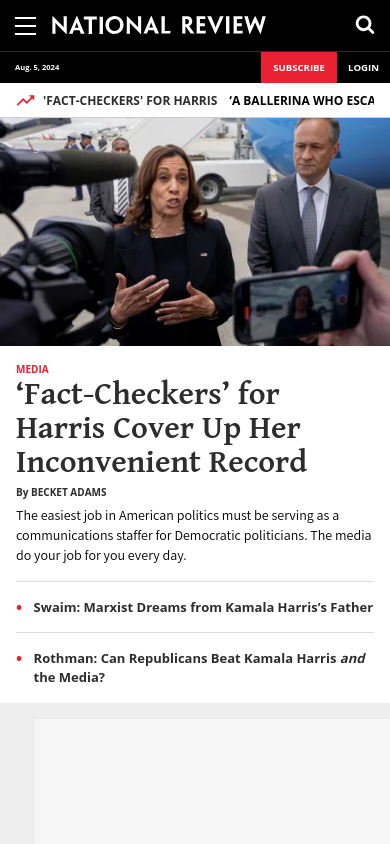 NATIONAL REVIEW
Aug. 5, 2024
SUBSCRIBE
LOGIN
'FACT-CHECKERS' FOR HARRIS
‘A BALLERINA WHO ESCA
MEDIA
‘Fact-Checkers’ for
Harris Cover Up Her
Inconvenient Record
By BECKET ADAMS
The easiest job in American politics must be serving as a
communications staffer for Democratic politicians. The media
do your job for you every day.
• Swaim: Marxist Dreams from Kamala Harris’s Father
• Rothman: Can Republicans Beat Kamala Harris and
the Media?